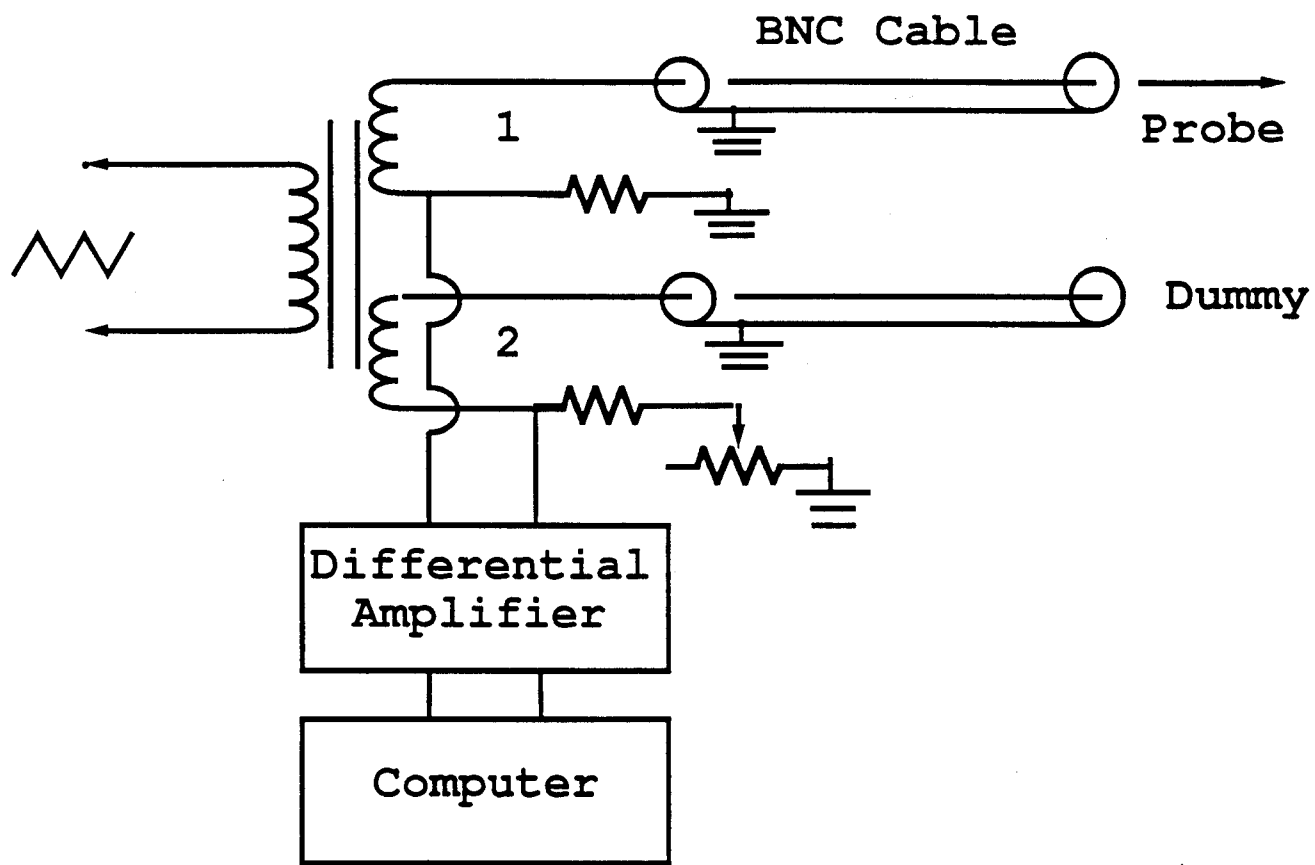 BNC Cable
1
Probe
Dummy
2
Differential
Amplifier
Computer